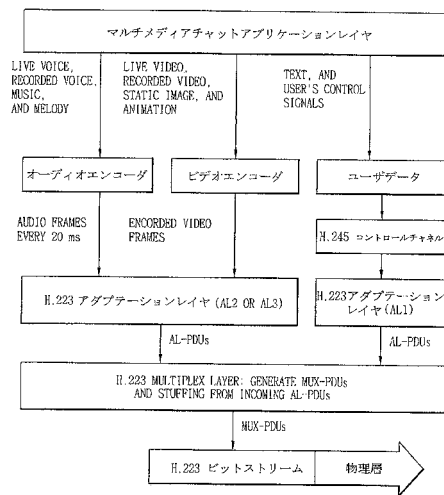 マルチメディアチャットアプリケーションレイヤ
LIVE VOICE,
RECORDED VOICE,
MUSIC,
AND MELODY
LIVE VIDEO,
RECORDED VIDEO,
STATIC IMAGE, AND
ANIMATION
TEXT, AND
USER'S CONTROL
SIGNALS
オーディオエンコーダ
ビデオエンコーダ
ユーザデータ
AUDIO FRAMES
EVERY 20 ms
ENCORDED VIDEO
FRAMES
H.245 コントロールチャネル
H.223 アダプテーションレイヤ (AL2 OR AL3)
H.223アダプテーション
レイヤ(AL1)
AL-PDUs
AL-PDUs
H.223 MULTIPLEX LAYER: GENERATE MUX-PDUs
AND STUFFING FROM INCOMING AL-PDUs
MUX-PDUs
H.223 ビットストリーム
物理層